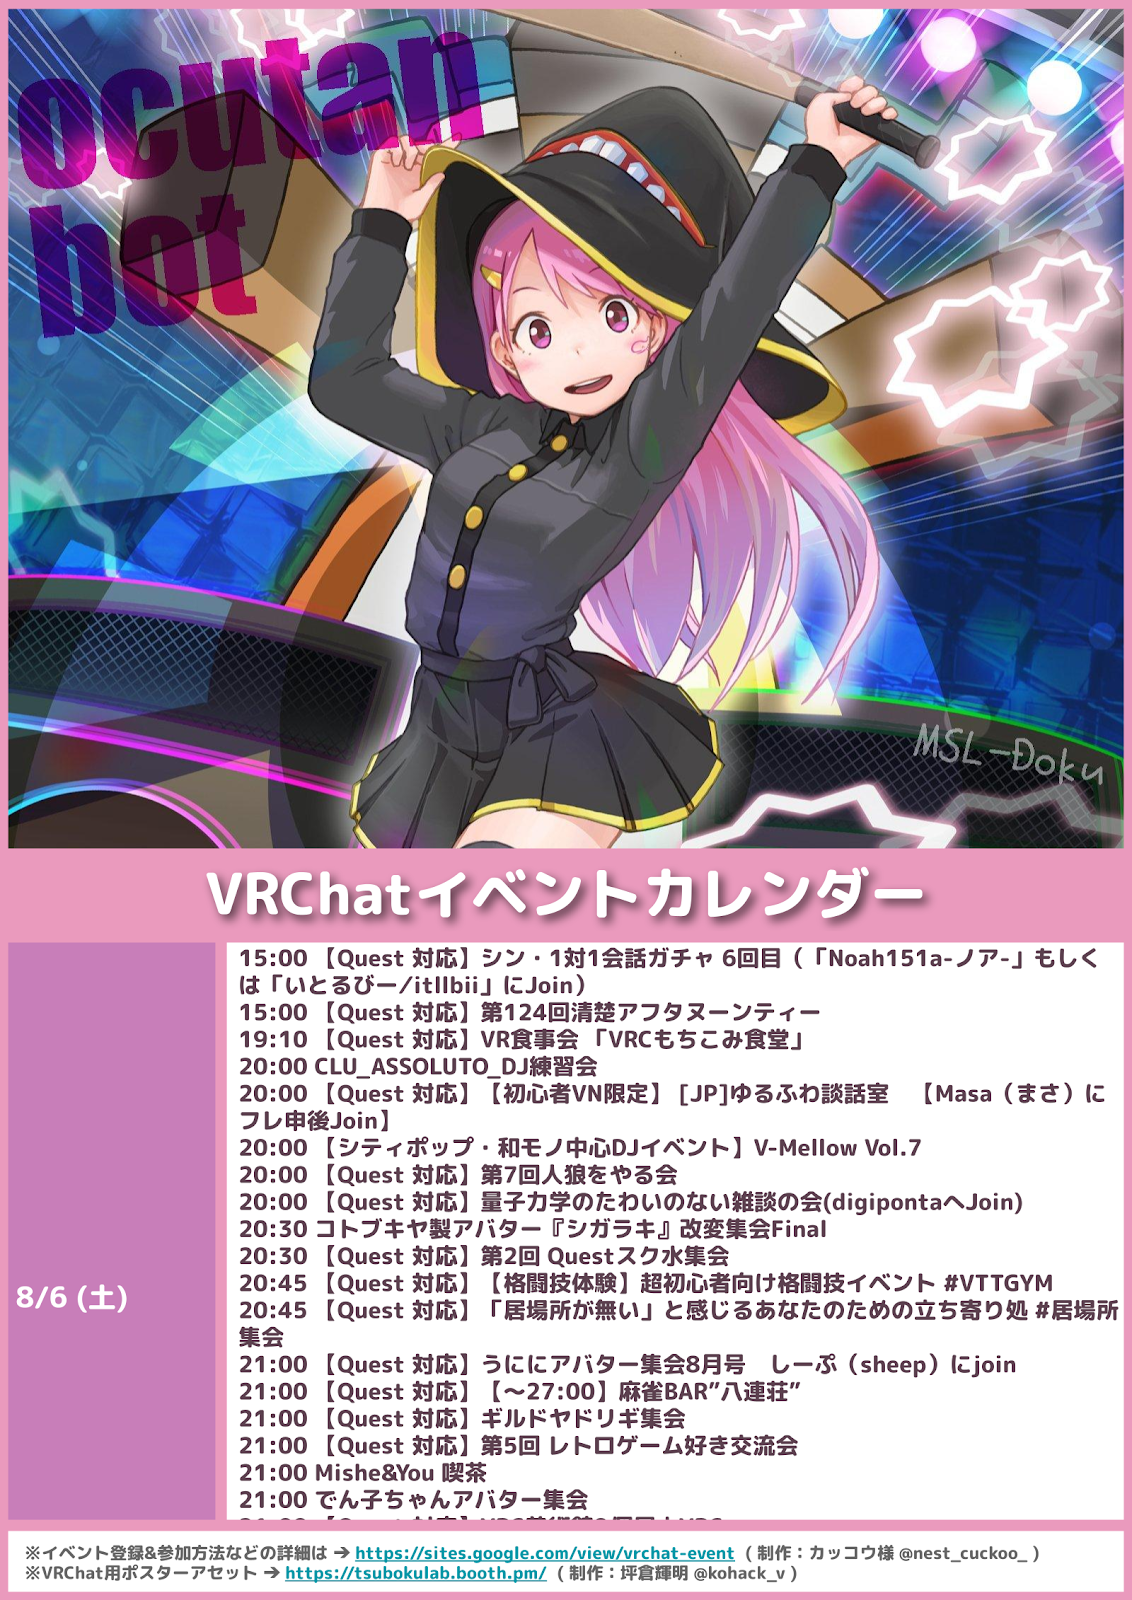 ocutan
bot
MSL-Doku
VRChatイベントカレンダー
8/6 (土)
15:00 【Quest 対応】シン・1対1会話ガチャ 6回目（「Noah151a-ノア-」もしく
は「いとるびー/itllbii」にJoin）
15:00 【Quest 対応】第124回清楚アフタヌーンティー
19:10 【Quest 対応】VR食事会 「VRCもちこみ食堂」
20:00 CLU_ASSOLUTO_DJ練習会
20:00 【Quest 対応】【初心者VN限定】 [JP]ゆるふわ談話室　【Masa（まさ）に
フレ申後Join】
20:00 【シティポップ・和モノ中心DJイベント】V-Mellow Vol.7
20:00 【Quest 対応】第7回人狼をやる会
20:00 【Quest 対応】量子力学のたわいのない雑談の会(digipontaへJoin)
20:30 コトブキヤ製アバター『シガラキ』改変集会Final
20:30 【Quest 対応】第2回 Questスク水集会
20:45 【Quest 対応】【格闘技体験】超初心者向け格闘技イベント #VTTGYM
20:45 【Quest 対応】「居場所が無い」と感じるあなたのための立ち寄り処 #居場所
集会
21:00 【Quest 対応】うににアバター集会8月号　しーぷ（sheep）にjoin
21:00 【Quest 対応】【〜27:00】麻雀BAR”八連荘”
21:00 【Quest 対応】ギルドヤドリギ集会
21:00 【Quest 対応】第5回 レトロゲーム好き交流会
21:00 Mishe&You 喫茶
21:00 でん子ちゃんアバター集会
※イベント登録&参加方法などの詳細は ➔ https://sites.google.com/view/vrchat-event ( 制作：カッコウ様 @nest_cuckoo_ )
※VRChat用ポスターアセット ➔ https://tsubokulab.booth.pm/ ( 制作：坪倉輝明 @kohack_v )